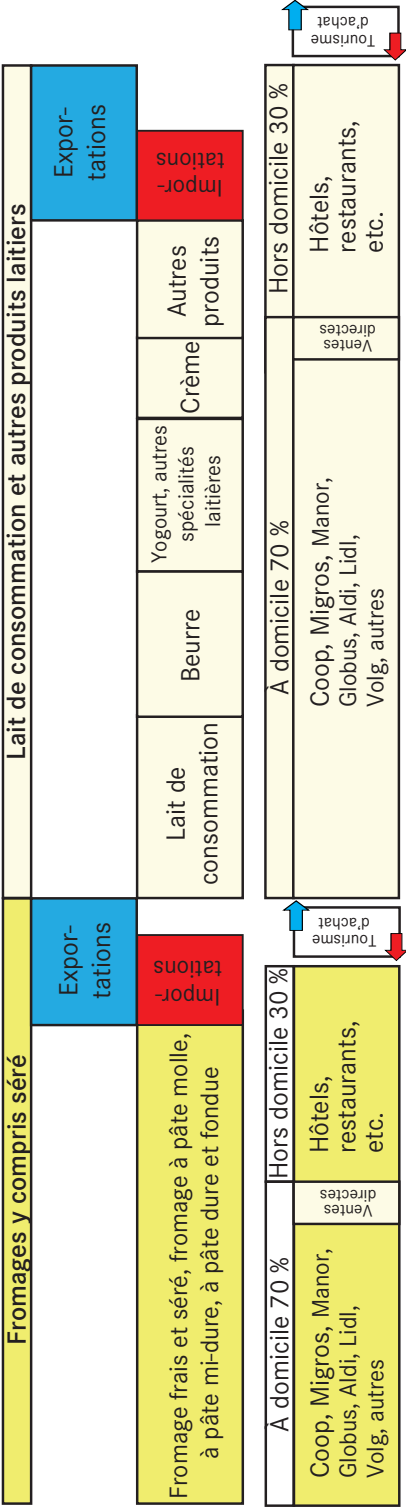 Fromages y compris séré
Lait de consommation et autres produits laitiers
Expor-
tations
Expor-
tations
Fromage frais et séré, fromage à pâte molle,
à pâte mi-dure, à pâte dure et fondue
Impor-
tations
Lait de
consommation
Beurre
Yogourt, autres
spécialités
laitières
Crème
Autres
produits
Impor-
tations
À domicile 70 %
Hors domicile 30 %
Coop, Migros, Manor,
Globus, Aldi, Lidl,
Volg, autres
Ventes
directes
Hôtels,
restaurants,
etc.
Tourisme
d'achat
À domicile 70 %
Hors domicile 30 %
Coop, Migros, Manor,
Globus, Aldi, Lidl,
Volg, autres
Ventes
directes
Hôtels,
restaurants,
etc.
Tourisme
d'achat